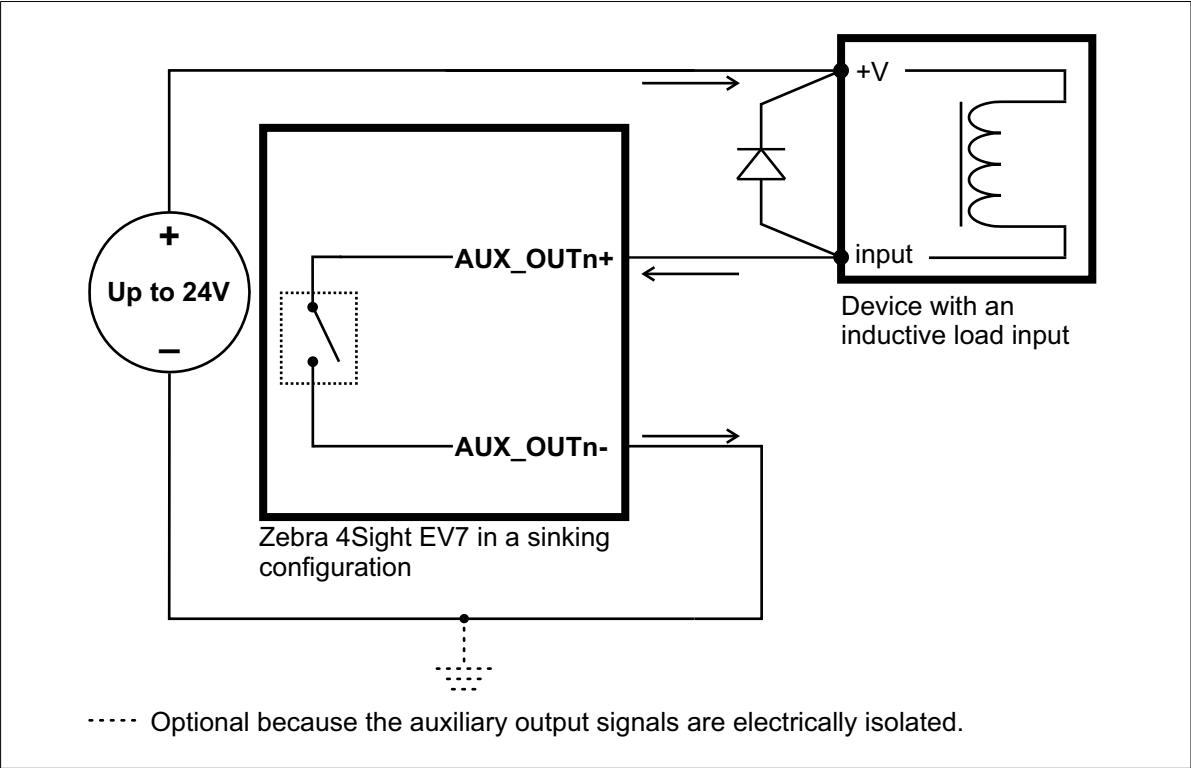 +V
+
Up to 24V
–
AUX_OUTn+
input
Device with an
inductive load input
AUX_OUTn-
Zebra 4Sight EV7 in a sinking
configuration
Optional because the auxiliary output signals are electrically isolated.